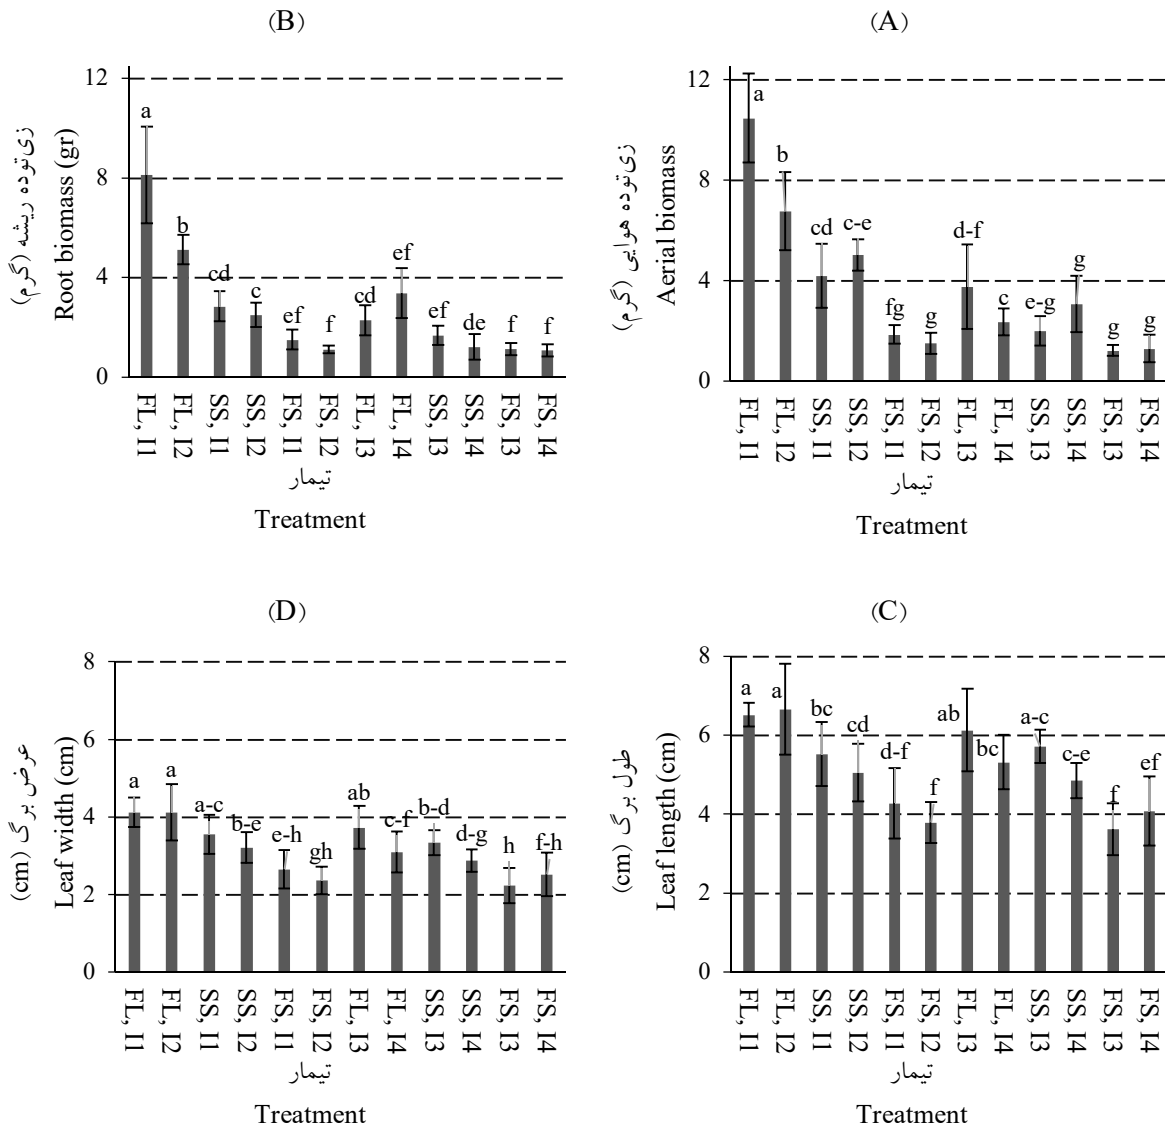 (B)
12
8
4
0
زی‌توده ریشه (گرم)
Root biomass (gr)
a
b
cd
c
ef
f
cd
ef
ef
de
f
f
FL, I1
FL, I2
SS, I1
SS, I2
FS, I1
FS, I2
FL, I3
FL, I4
SS, I3
SS, I4
FS, I3
FS, I4
تیمار
Treatment
(A)
12
8
4
0
زی‌توده هوایی (گرم)
Aerial biomass
a
b
cd
c-e
fg
g
d-f
c
e-g
g
g
g
FL, I1
FL, I2
SS, I1
SS, I2
FS, I1
FS, I2
FL, I3
FL, I4
SS, I3
SS, I4
FS, I3
FS, I4
تیمار
Treatment
(D)
8
6
4
2
0
عرض برگ (cm)
Leaf width (cm)
a
a
a-c
b-e
e-h
gh
ab
c-f
b-d
d-g
h
f-h
FL, I1
FL, I2
SS, I1
SS, I2
FS, I1
FS, I2
FL, I3
FL, I4
SS, I3
SS, I4
FS, I3
FS, I4
تیمار
Treatment
(C)
8
6
4
2
0
طول برگ (cm)
Leaf length (cm)
a
a
bc
cd
d-f
f
ab
bc
a-c
c-e
f
ef
FL, I1
FL, I2
SS, I1
SS, I2
FS, I1
FS, I2
FL, I3
FL, I4
SS, I3
SS, I4
FS, I3
FS, I4
تیمار
Treatment